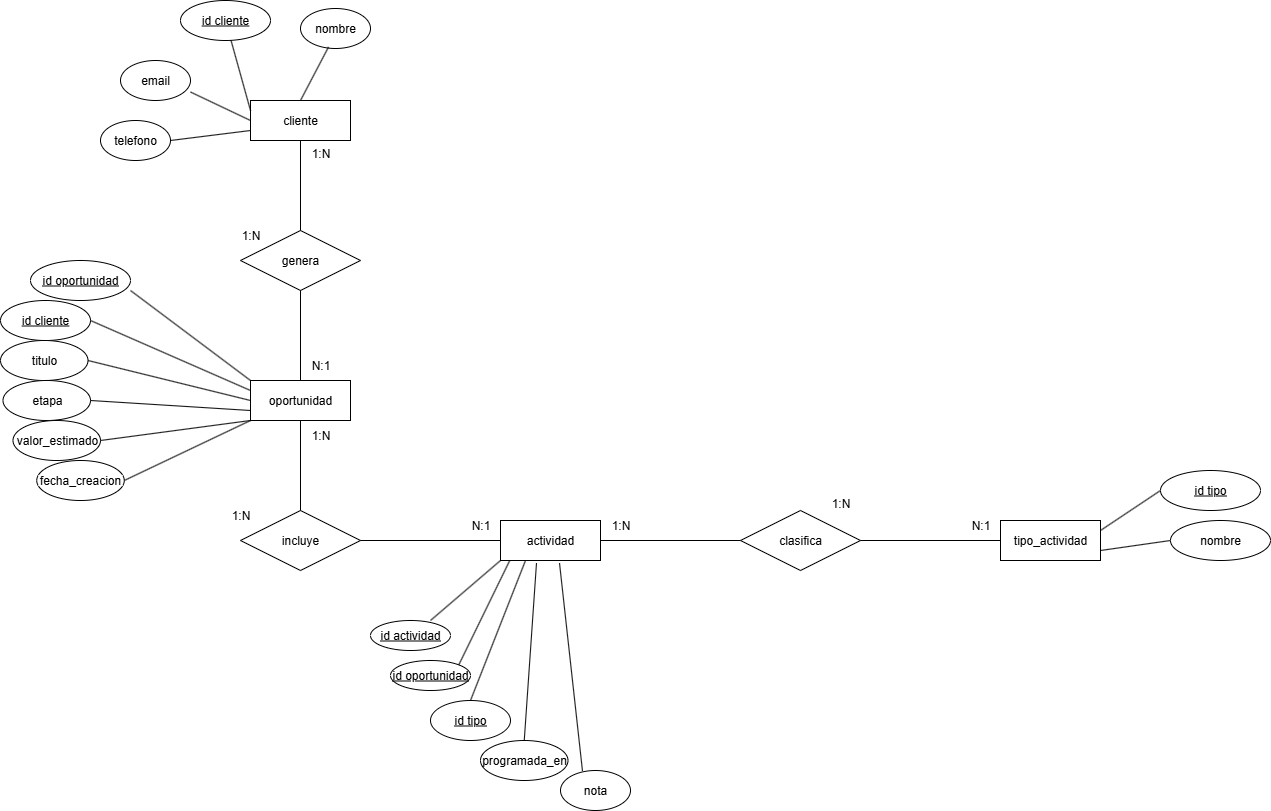 id cliente
nombre
email
cliente
telefono
1:N
1:N
genera
id oportunidad
id cliente
titulo
N:1
etapa
oportunidad
valor_estimado
1:N
fecha_creacion
1:N
incluye
N:1
actividad
1:N
1:N
clasifica
N:1
tipo_actividad
id tipo
nombre
id actividad
id oportunidad
id tipo
programada_en
nota